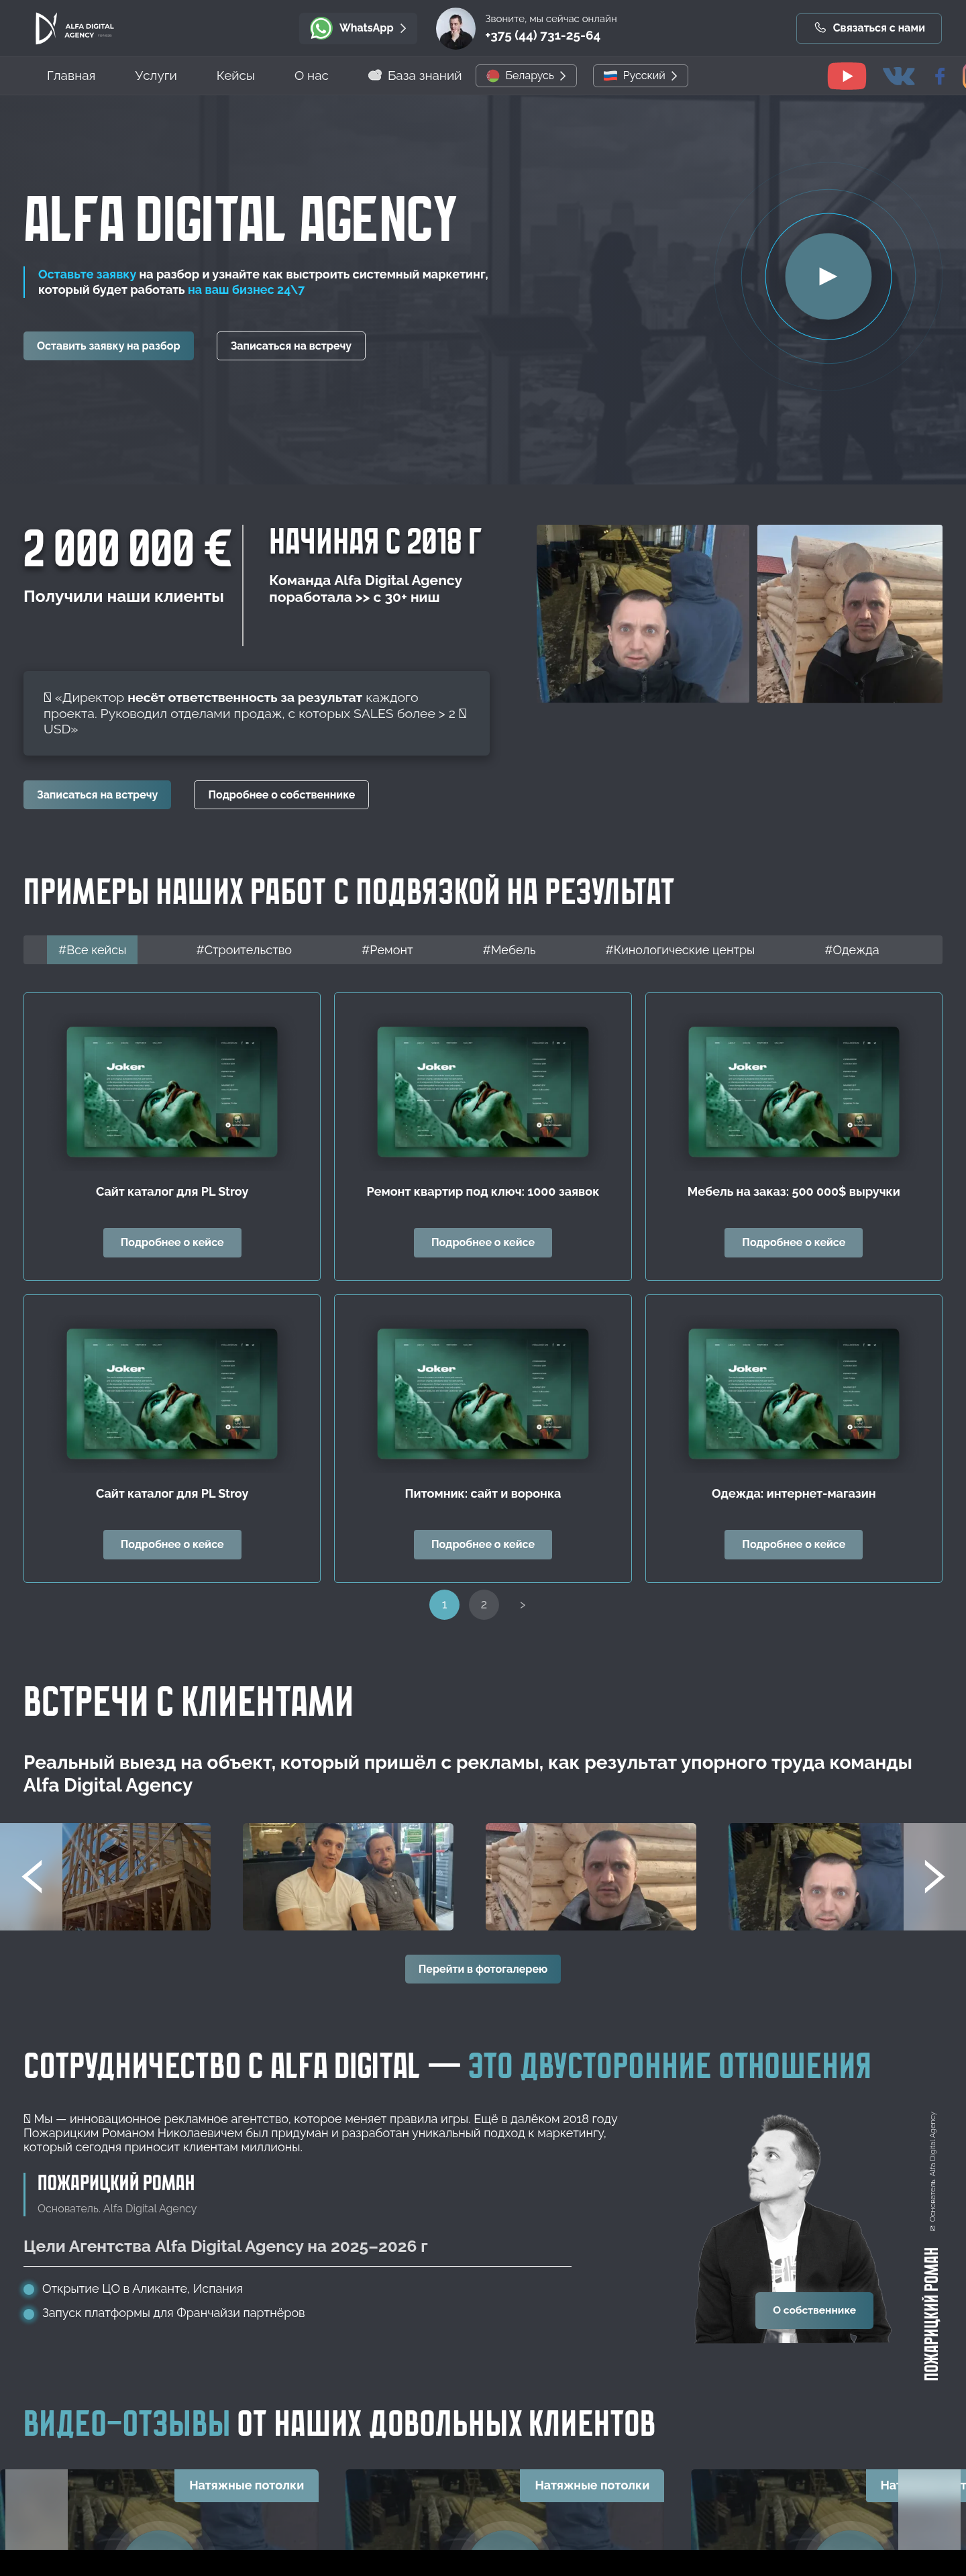 ALFA DIGITAL
AGENCY
WhatsApp
Звоните, мы сейчас онлайн
+375 (44) 731-25-64
Связаться с нами
Главная
Услуги
Кейсы
О нас
База знаний
Беларусь
Русский
ALFA DIGITAL AGENCY
Оставьте заявку на разбор и узнайте как выстроить системный маркетинг,
который будет работать на ваш бизнес 24\7
Оставить заявку на разбор
Записаться на встречу
2 000 000 €
Получили наши клиенты
НАЧИНАЯ С 2018 Г
Команда Alfa Digital Agency
поработала >> с 30+ ниш
«Директор несёт ответственность за результат каждого
проекта. Руководил отделами продаж, с которых SALES более > 2
USD»
Записаться на встречу
Подробнее о собственнике
ПРИМЕРЫ НАШИХ РАБОТ С ПОДВЯЗКОЙ НА РЕЗУЛЬТАТ
#Все кейсы
#Строительство
#Ремонт
#Мебель
#Кинологические центры
#Одежда
Joker
Joker
Joker
Сайт каталог для PL Stroy
Ремонт квартир под ключ: 1000 заявок
Мебель на заказ: 500 000$ выручки
Подробнее о кейсе
Подробнее о кейсе
Подробнее о кейсе
Joker
Joker
Joker
Сайт каталог для PL Stroy
Питомник: сайт и воронка
Одежда: интернет-магазин
Подробнее о кейсе
Подробнее о кейсе
Подробнее о кейсе
1
2
>
ВСТРЕЧИ С КЛИЕНТАМИ
Реальный выезд на объект, который пришёл с рекламы, как результат упорного труда команды
Alfa Digital Agency
Перейти в фотогалерею
СОТРУДНИЧЕСТВО С ALFA DIGITAL — ЭТО ДВУСТОРОННИЕ ОТНОШЕНИЯ
Мы — инновационное рекламное агентство, которое меняет правила игры. Ещё в далёком 2018 году
Пожарицким Романом Николаевичем был придуман и разработан уникальный подход к маркетингу,
который сегодня приносит клиентам миллионы.
ПОЖАРИЦКИЙ РОМАН
Основатель, Alfa Digital Agency
Цели Агентства Alfa Digital Agency на 2025–2026 г
Открытие ЦО в Аликанте, Испания
Запуск платформы для Франчайзи партнёров
О собственнике
ПОЖАРИЦКИЙ РОМАН
Основатель, Alfa Digital Agency
ВИДЕО-ОТЗЫВЫ ОТ НАШИХ ДОВОЛЬНЫХ КЛИЕНТОВ
Натяжные потолки
Натяжные потолки